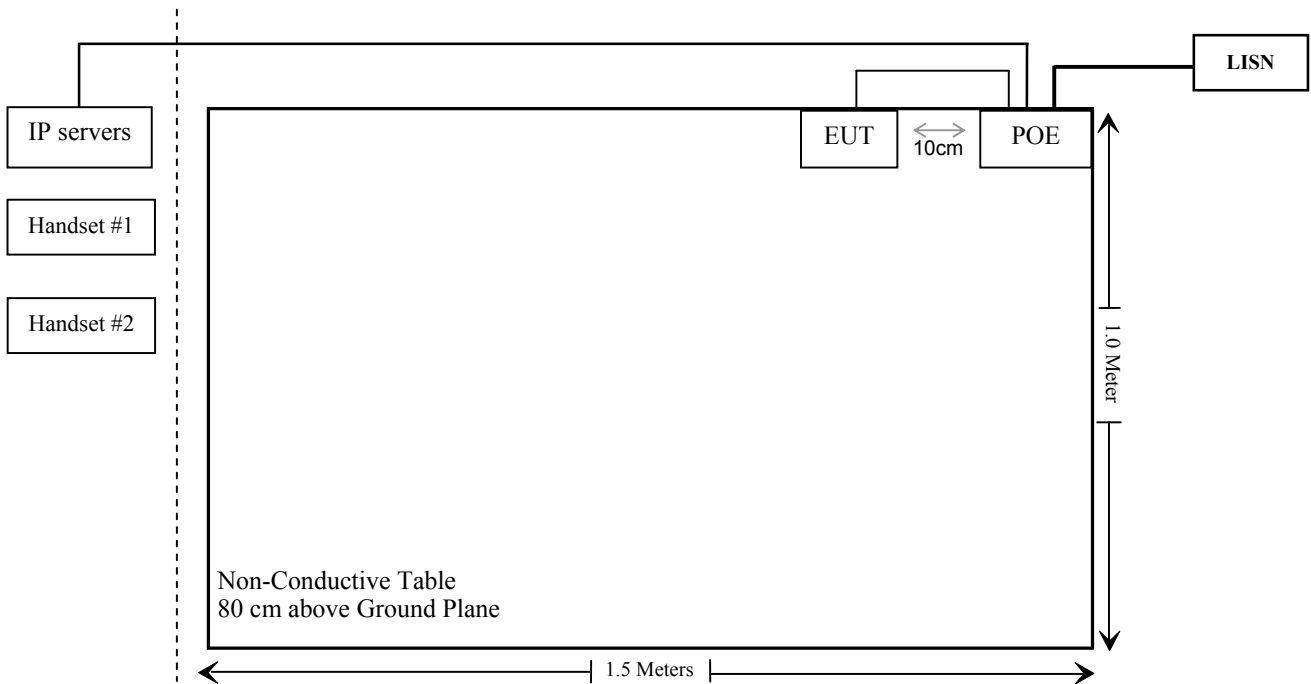 LISN
IP servers
EUT
10cm
POE
Handset #1
Handset #2
1.0 Meter
Non-Conductive Table
80 cm above Ground Plane
1.5 Meters